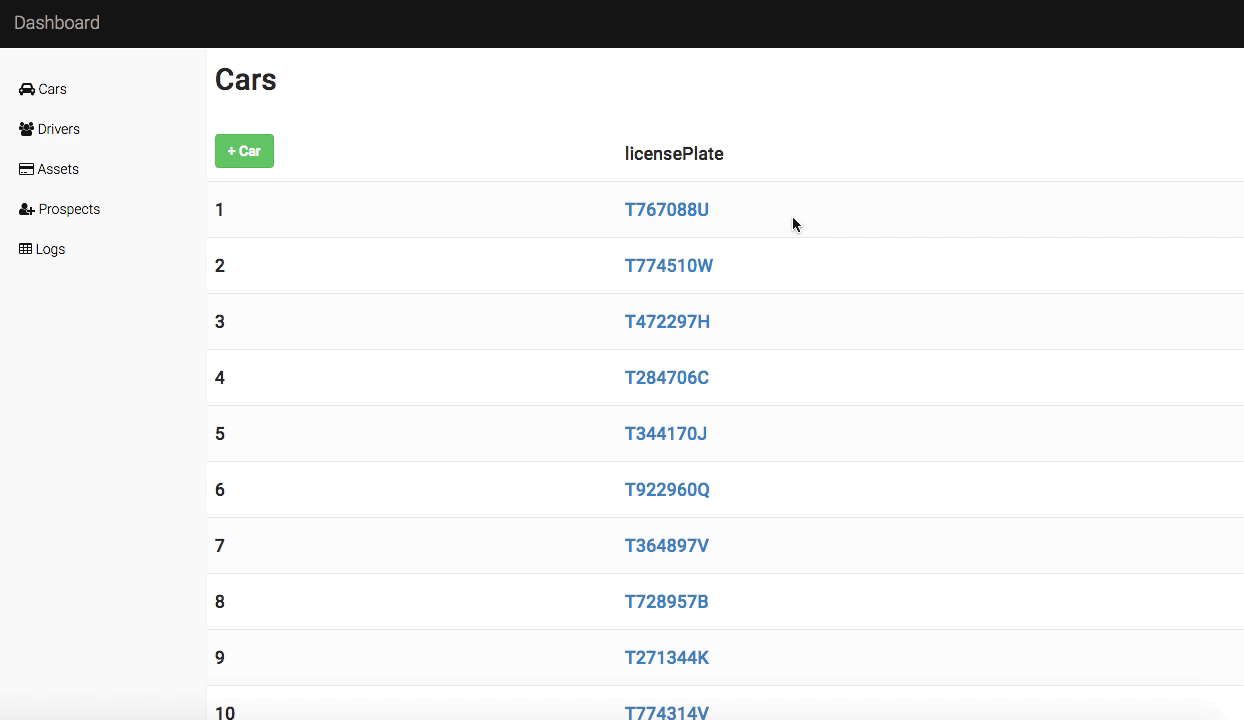 Dashboard
Cars
Drivers
Assets
Prospects
Logs
Cars
+ Car licensePlate
1 T767088U
2 T774510W
3 T472297H
4 T284706C
5 T344170J
6 T922960Q
7 T364897V
8 T728957B
9 T271344K
10 T774314V